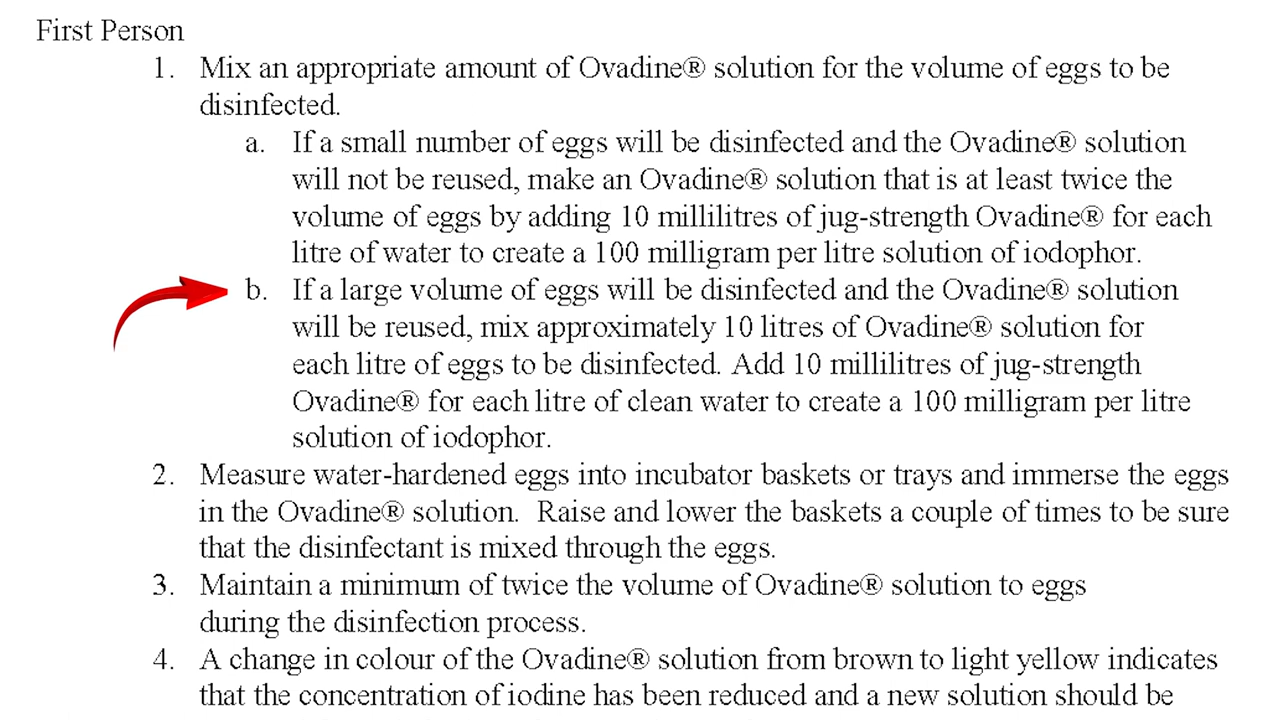 First Person
1. Mix an appropriate amount of Ovadine® solution for the volume of eggs to be
disinfected.
a. If a small number of eggs will be disinfected and the Ovadine® solution
will not be reused, make an Ovadine® solution that is at least twice the
volume of eggs by adding 10 millilitres of jug-strength Ovadine® for each
litre of water to create a 100 milligram per litre solution of iodophor.
b. If a large volume of eggs will be disinfected and the Ovadine® solution
will be reused, mix approximately 10 litres of Ovadine® solution for
each litre of eggs to be disinfected. Add 10 millilitres of jug-strength
Ovadine® for each litre of clean water to create a 100 milligram per litre
solution of iodophor.
2. Measure water-hardened eggs into incubator baskets or trays and immerse the eggs
in the Ovadine® solution. Raise and lower the baskets a couple of times to be sure
that the disinfectant is mixed through the eggs.
3. Maintain a minimum of twice the volume of Ovadine® solution to eggs
during the disinfection process.
4. A change in colour of the Ovadine® solution from brown to light yellow indicates
that the concentration of iodine has been reduced and a new solution should be